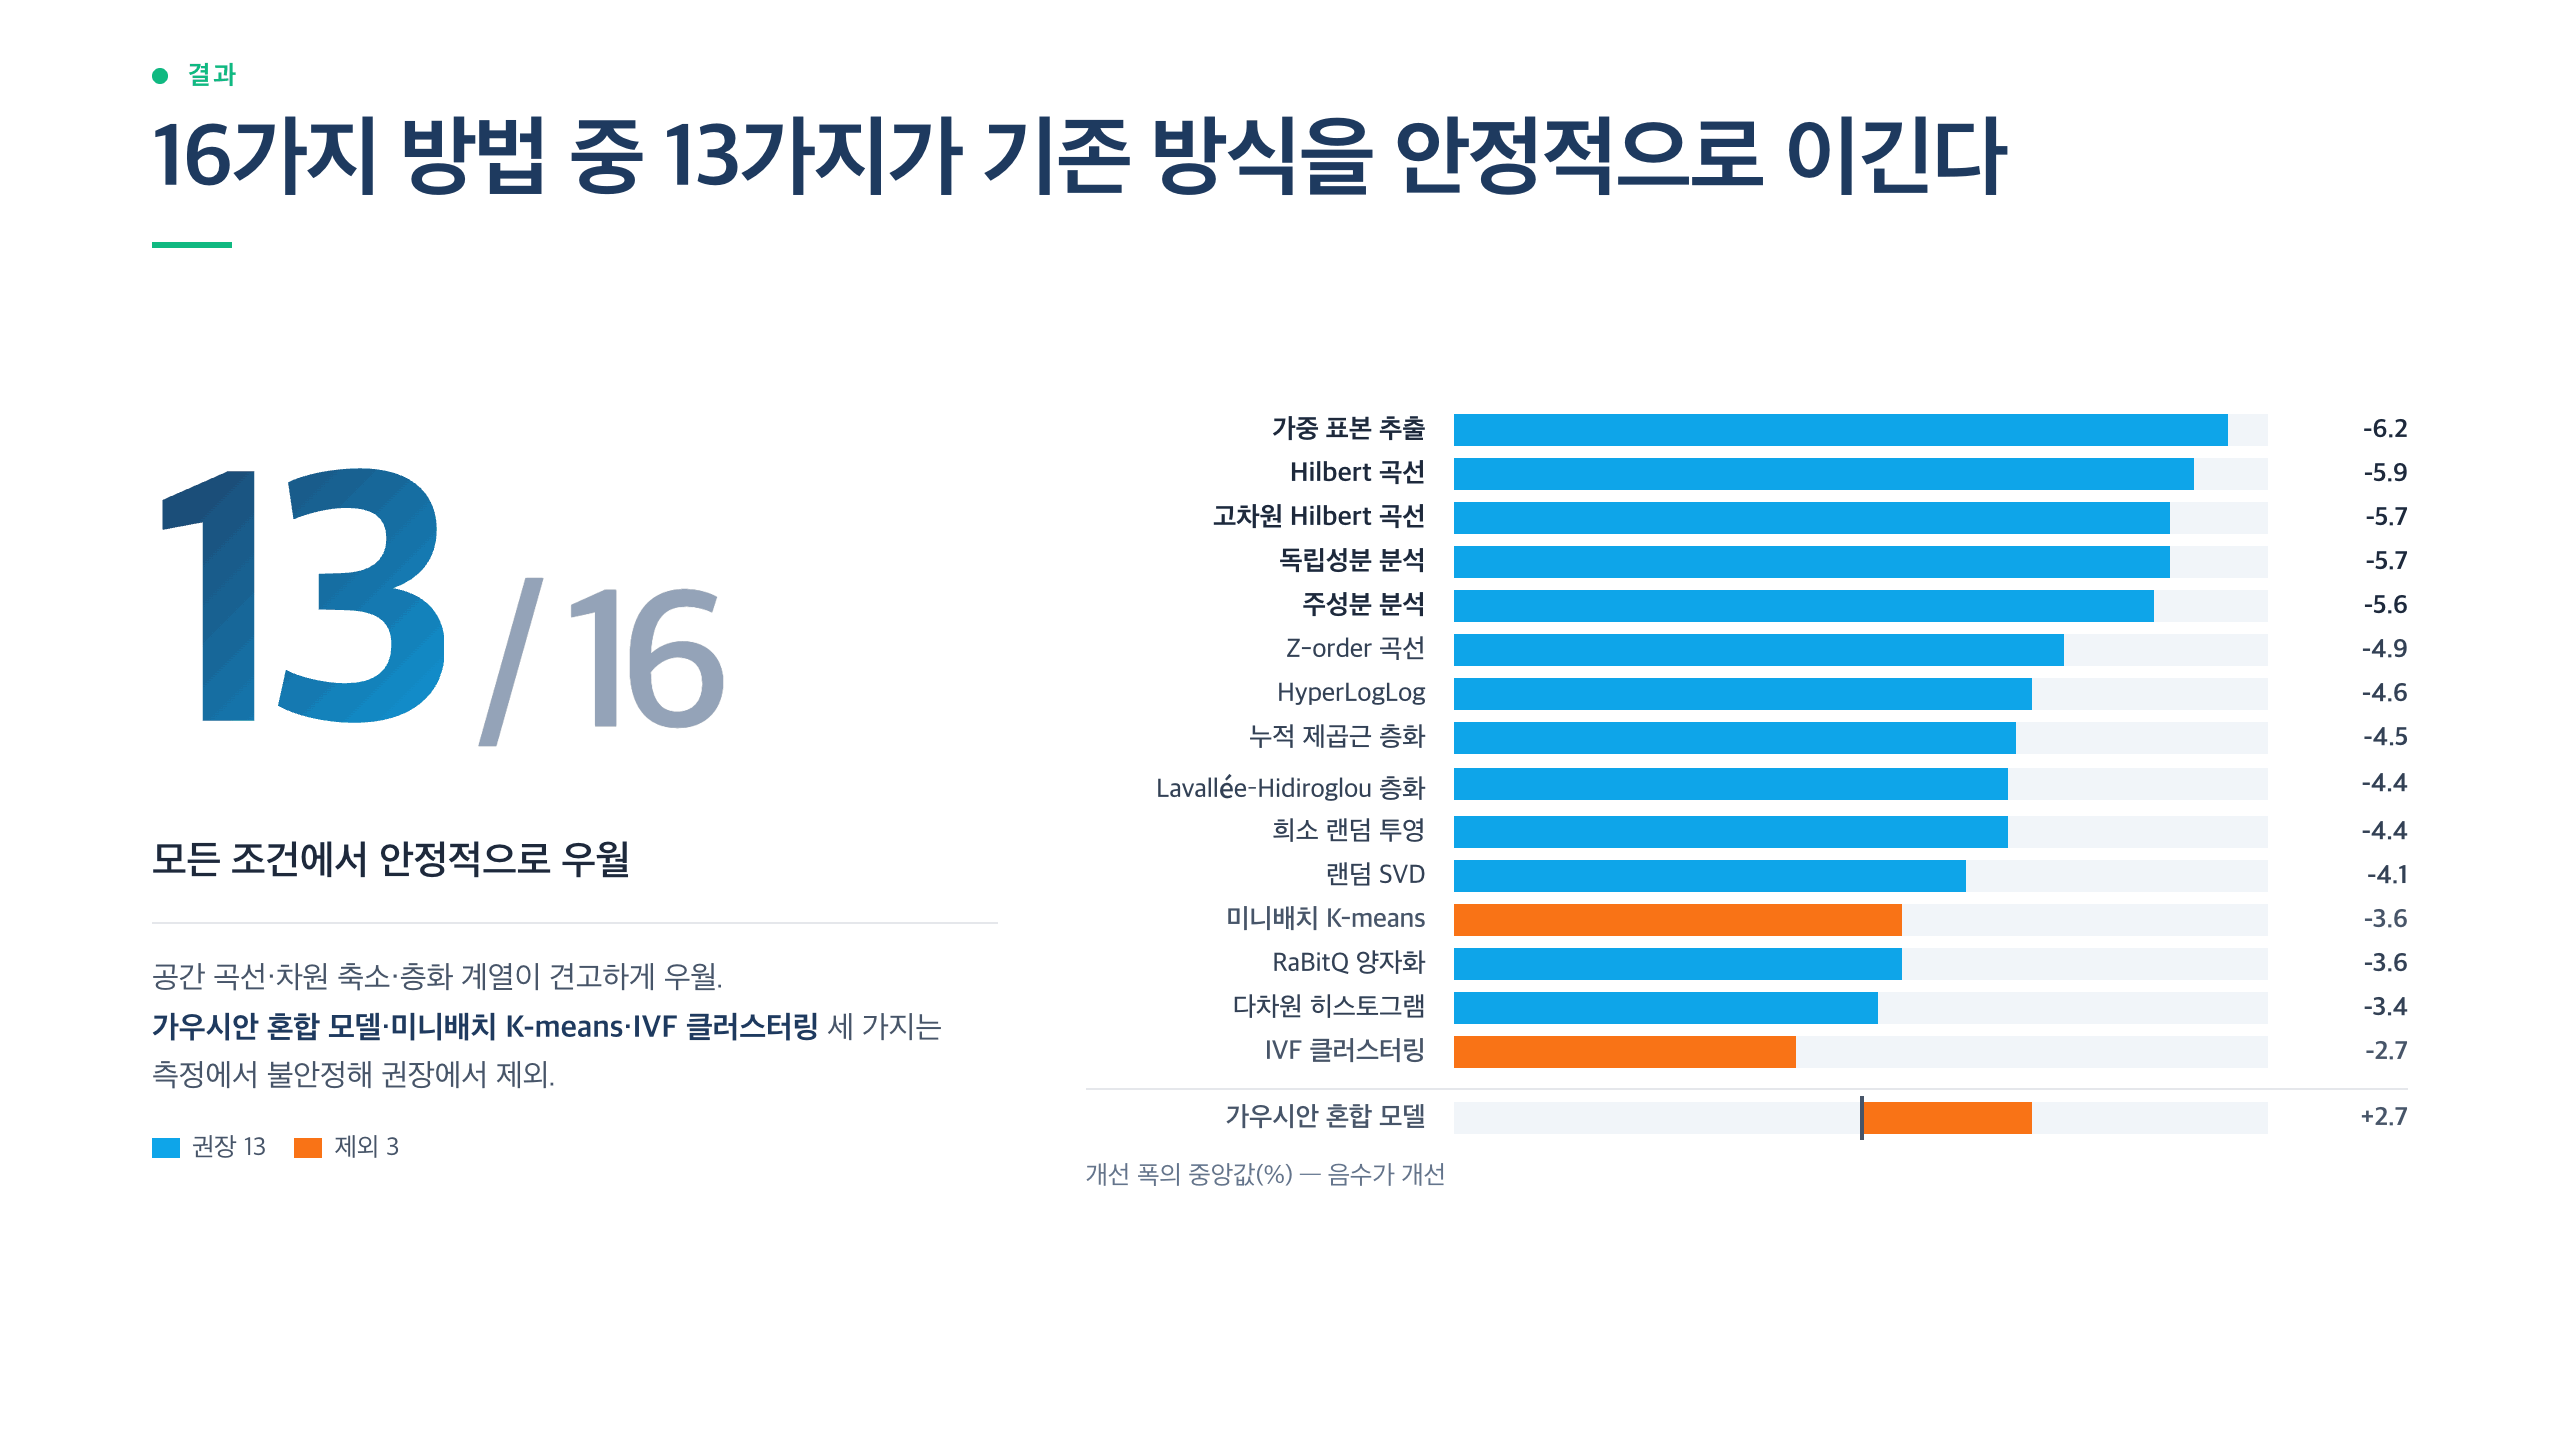 결과
16가지 방법 중 13가지가 기존 방식을 안정적으로 이긴다
13 / 16
모든 조건에서 안정적으로 우월
공간 곡선·차원 축소·층화 계열이 견고하게 우월.
가우시안 혼합 모델·미니배치 K-means·IVF 클러스터링 세 가지는
측정에서 불안정해 권장에서 제외.
권장 13 제외 3
가중 표본 추출 -6.2
Hilbert 곡선 -5.9
고차원 Hilbert 곡선 -5.7
독립성분 분석 -5.7
주성분 분석 -5.6
Z-order 곡선 -4.9
HyperLogLog -4.6
누적 제곱근 층화 -4.5
Lavallée-Hidiroglou 층화 -4.4
희소 랜덤 투영 -4.4
랜덤 SVD -4.1
미니배치 K-means -3.6
RaBitQ 양자화 -3.6
다차원 히스토그램 -3.4
IVF 클러스터링 -2.7
가우시안 혼합 모델 +2.7
개선 폭의 중앙값(%) — 음수가 개선